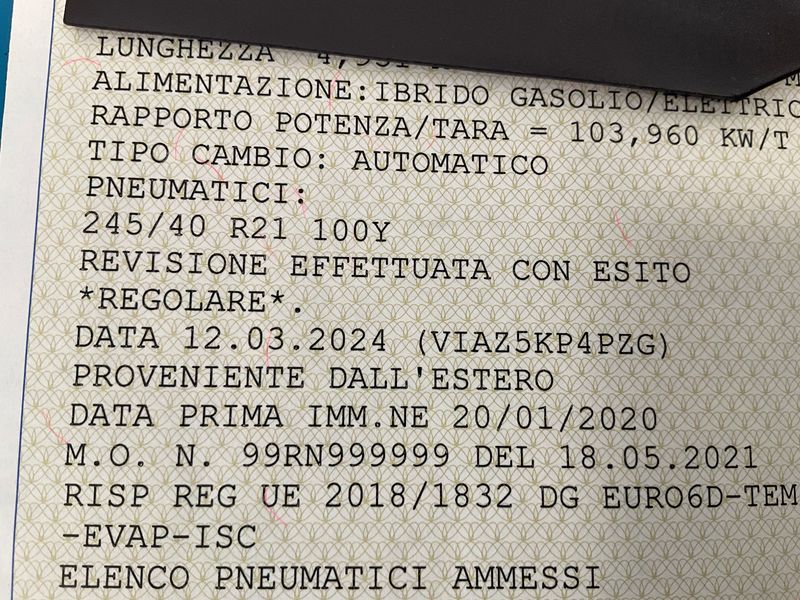 LUNGHEZZA
ALIMENTAZIONE:IBRIDO GASOLIO/ELETTRIC
RAPPORTO POTENZA/TARA = 103,960 KW/T
TIPO CAMBIO: AUTOMATICO
PNEUMATICI:
245/40 R21 100Y
REVISIONE EFFETTUATA CON ESITO
*REGOLARE*.
DATA 12.03.2024 (VIAZ5KP4PZG)
PROVENIENTE DALL'ESTERO
DATA PRIMA IMM.NE 20/01/2020
M.O. N. 99RN999999 DEL 18.05.2021
RISP REG UE 2018/1832 DG EURO6D-TEM
-EVAP-ISC
ELENCO PNEUMATICI AMMESSI